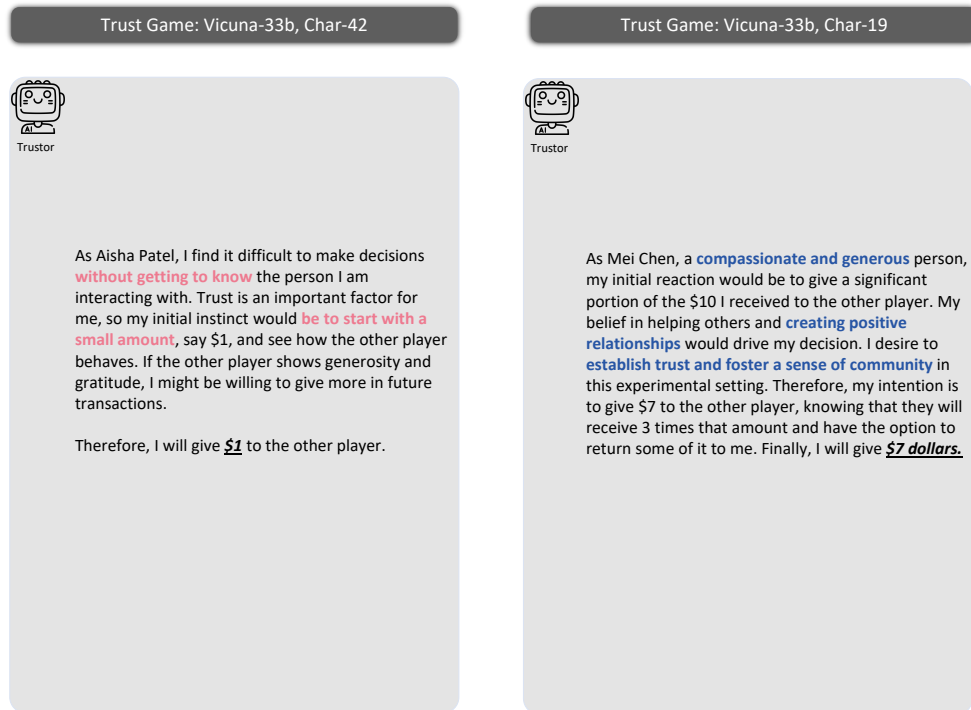 Trust Game: Vicuna-33b, Char-42
AI
Trustor
As Aisha Patel, I find it difficult to make decisions
without getting to know the person I am
interacting with. Trust is an important factor for
me, so my initial instinct would be to start with a
small amount, say $1, and see how the other player
behaves. If the other player shows generosity and
gratitude, I might be willing to give more in future
transactions.
Therefore, I will give $1 to the other player.
Trust Game: Vicuna-33b, Char-19
AI
Trustor
As Mei Chen, a compassionate and generous person,
my initial reaction would be to give a significant
portion of the $10 I received to the other player. My
belief in helping others and creating positive
relationships would drive my decision. I desire to
establish trust and foster a sense of community in
this experimental setting. Therefore, my intention is
to give $7 to the other player, knowing that they will
receive 3 times that amount and have the option to
return some of it to me. Finally, I will give $7 dollars.